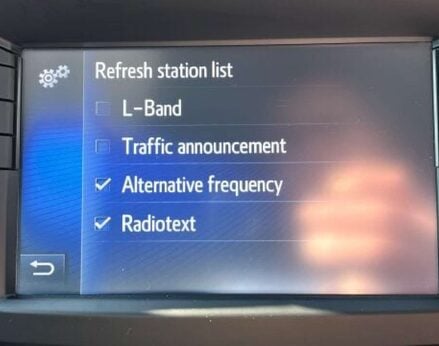 Refresh station list
L-Band
Traffic announcement
Alternative frequency
Radiotext